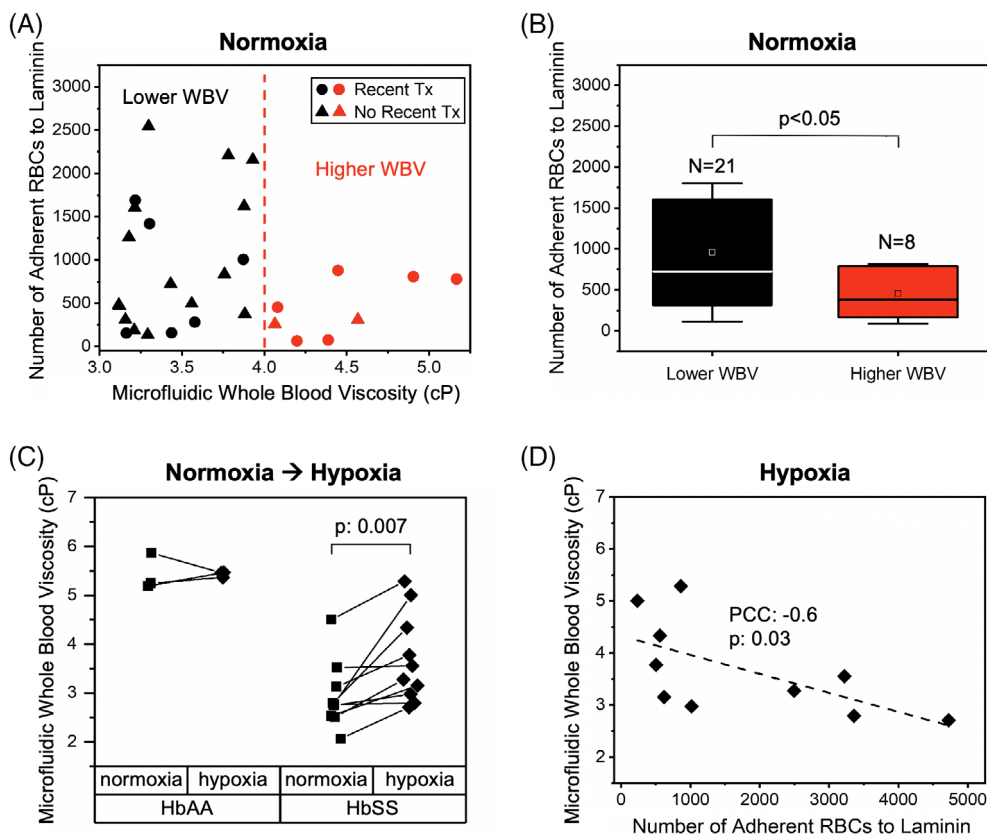 (A)
Normoxia
Number of Adherent RBCs to Laminin
3000
2500
2000
1500
1000
500
0
Lower WBV
Recent Tx
No Recent Tx
Higher WBV
3.0 3.5 4.0 4.5 5.0
Microfluidic Whole Blood Viscosity (cP)
(B)
Normoxia
Number of Adherent RBCs to Laminin
3000
2500
2000
1500
1000
500
0
p<0.05
N=21
N=8
Lower WBV Higher WBV
(C)
Normoxia → Hypoxia
Microfluidic Whole Blood Viscosity (cP)
7
6
5
4
3
2
p: 0.007
normoxia hypoxia normoxia hypoxia
HbAA HbSS
(D)
Hypoxia
Microfluidic Whole Blood Viscosity (cP)
7
6
5
4
3
2
PCC: -0.6
p: 0.03
0 1000 2000 3000 4000 5000
Number of Adherent RBCs to Laminin